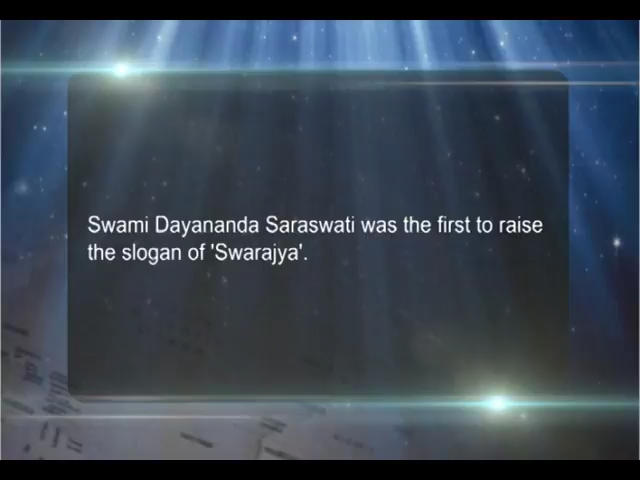 Swami Dayananda Saraswati was the first to raise
the slogan of 'Swarajya'.